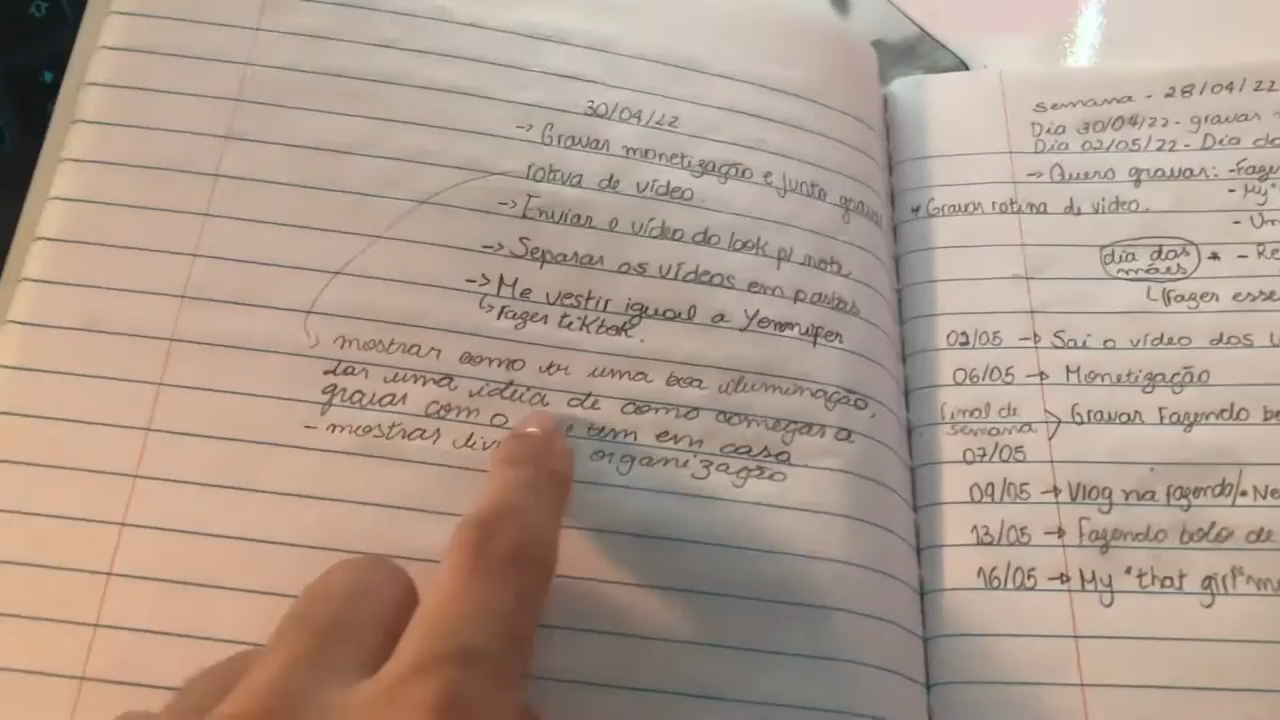 30/04/22
→ Gravar monetização e junto gravar
rotina de vídeo.
→ Enviar o vídeo do look p/
→ Separar os vídeos em pastas
→ Me vestir igual a Yennnifer
↳ Fazer tiktok.
mostrar como ter uma boa iluminação,
dar uma ideia de como começar a
gravar com o tem em casa
- mostrar organização
semana - 28/04/22
Dia 30/04/22 - gravar
Dia 02/05/22 - Dia
→ Quero gravar: - Fazen
- My"
* Gravar rotina de vídeo.
dia das
mães * - Re
↳ (fazer esse
02/05 → Sai o vídeo dos
06/05 → Monetização
final de
semana
07/05
Gravar Fazendo bo
09/05 → Vlog na fazenda
13/05 → Fazendo bolo de
16/05 → My "that girl"